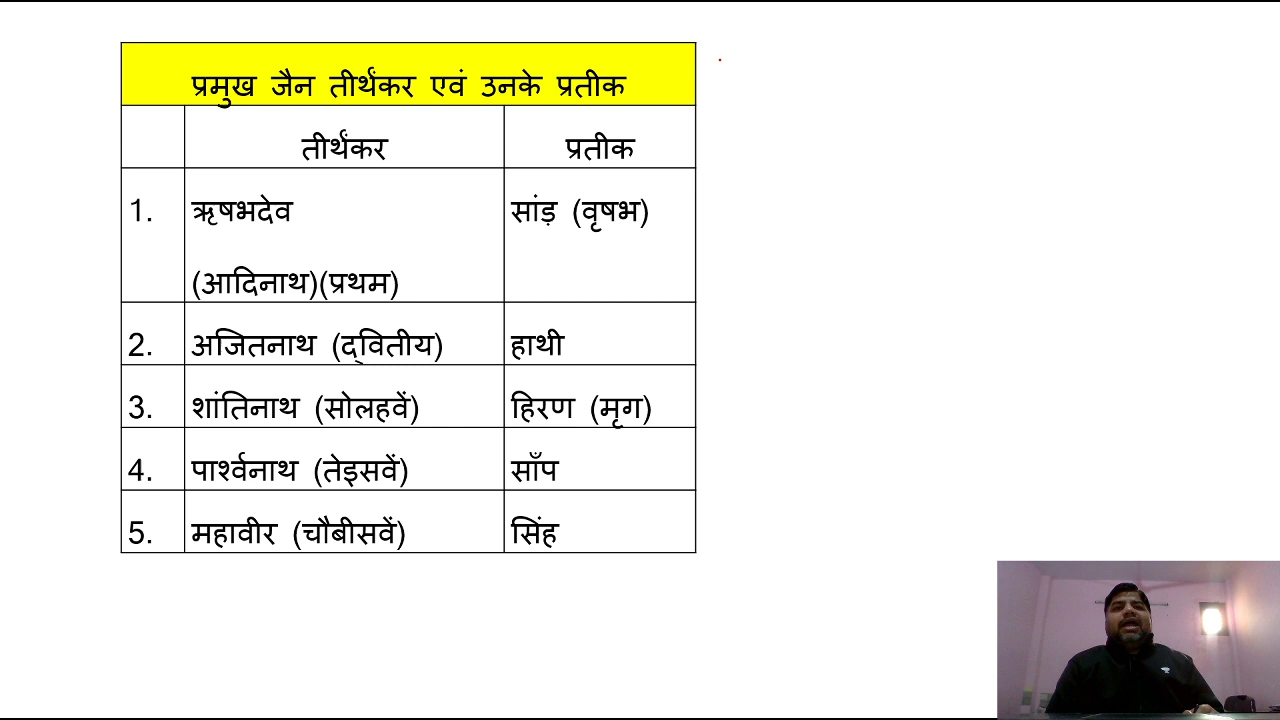 प्रमुख जैन तीर्थंकर एवं उनके प्रतीक
तीर्थंकर प्रतीक
1. ऋषभदेव सांड़ (वृषभ)
(आदिनाथ)(प्रथम)
2. अजितनाथ (द्वितीय) हाथी
3. शांतिनाथ (सोलहवें) हिरण (मृग)
4. पार्श्वनाथ (तेइसवें) साँप
5. महावीर (चौबीसवें) सिंह